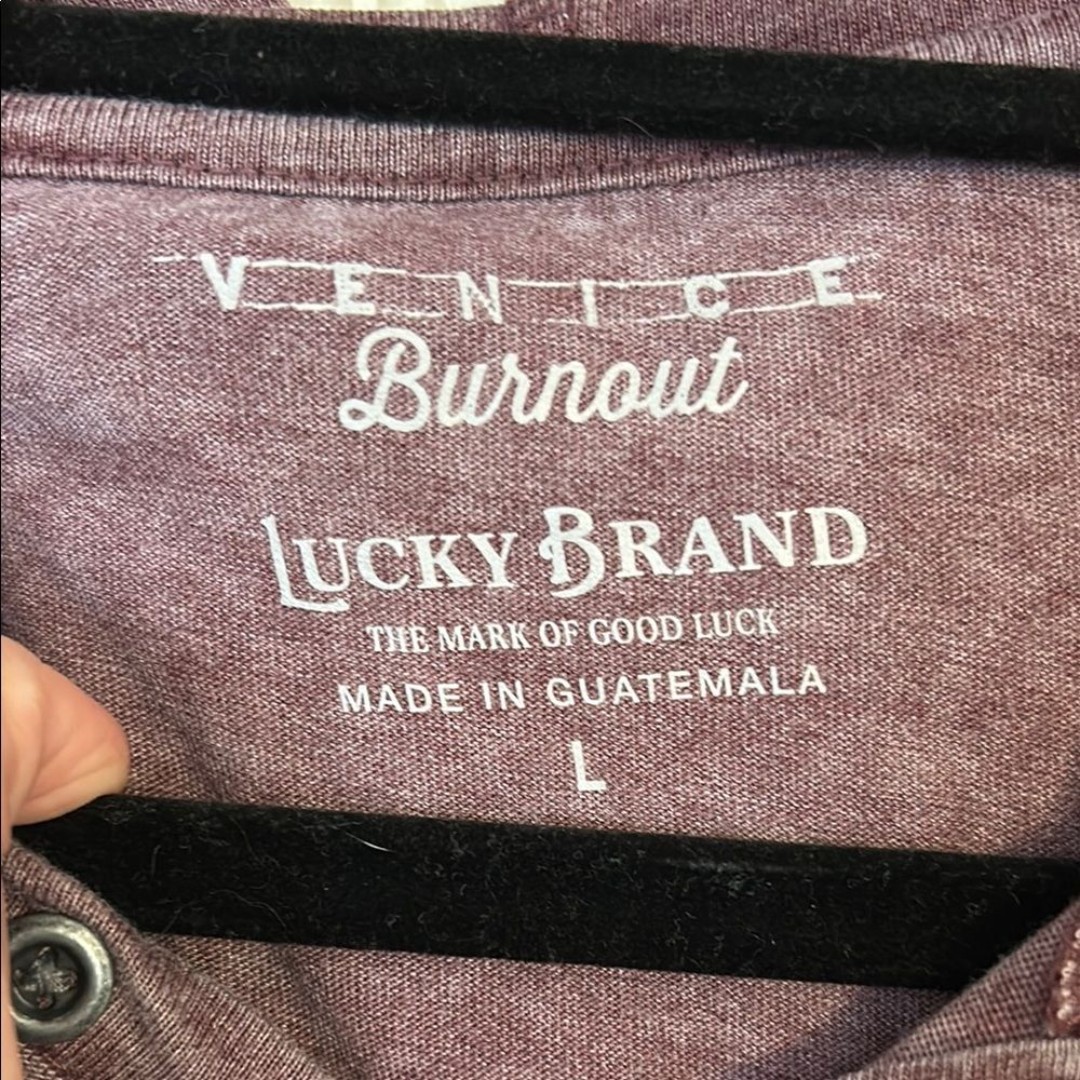 VENICE
Burnout
LUCKY BRAND
THE MARK OF GOOD LUCK
MADE IN GUATEMALA
L